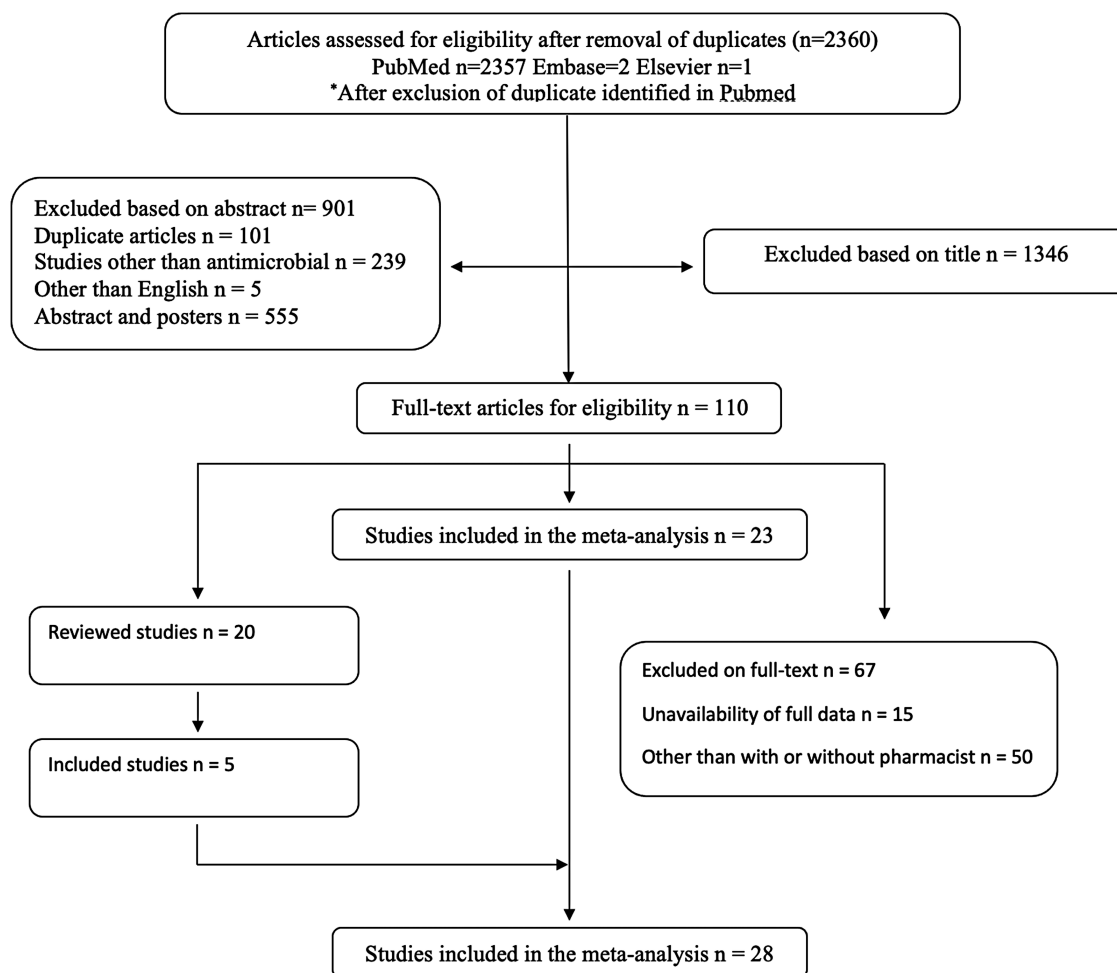 Articles assessed for eligibility after removal of duplicates (n=2360)
PubMed n=2357 Embase=2 Elsevier n=1
*After exclusion of duplicate identified in Pubmed
Excluded based on abstract n= 901
Duplicate articles n = 101
Studies other than antimicrobial n = 239
Other than English n = 5
Abstract and posters n = 555
Excluded based on title n = 1346
Full-text articles for eligibility n = 110
Studies included in the meta-analysis n = 23
Reviewed studies n = 20
Included studies n = 5
Excluded on full-text n = 67
Unavailability of full data n = 15
Other than with or without pharmacist n = 50
Studies included in the meta-analysis n = 28